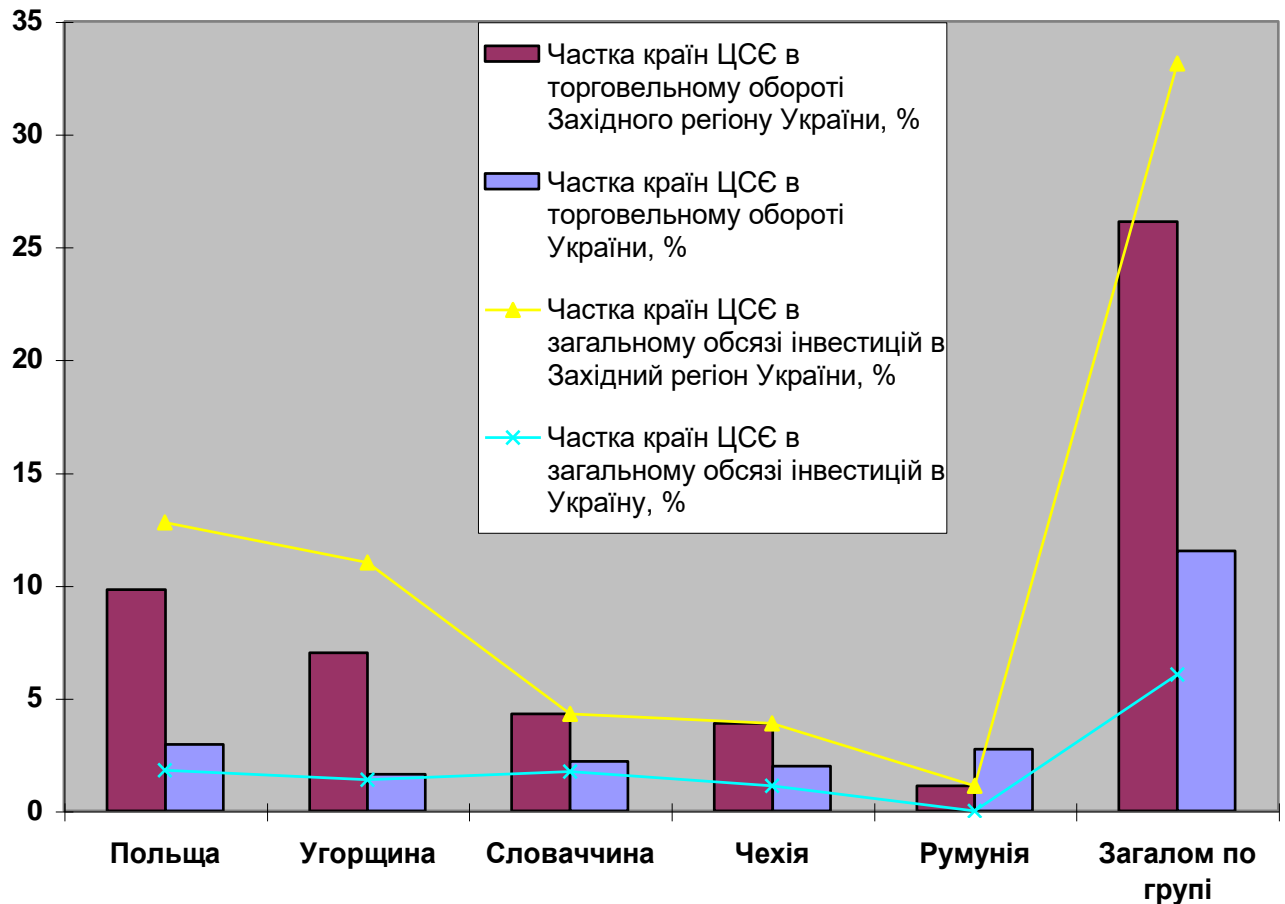 35
30
25
20
15
10
5
0
Частка країн ЦСЄ в
торговельному обороті
Західного регіону України, %
Частка країн ЦСЄ в
торговельному обороті
України, %
Частка країн ЦСЄ в
загальному обсязі інвестицій в
Західний регіон України, %
Частка країн ЦСЄ в
загальному обсязі інвестицій в
Україну, %
Польща Угорщина Словаччина Чехія Румунія Загалом по
групі